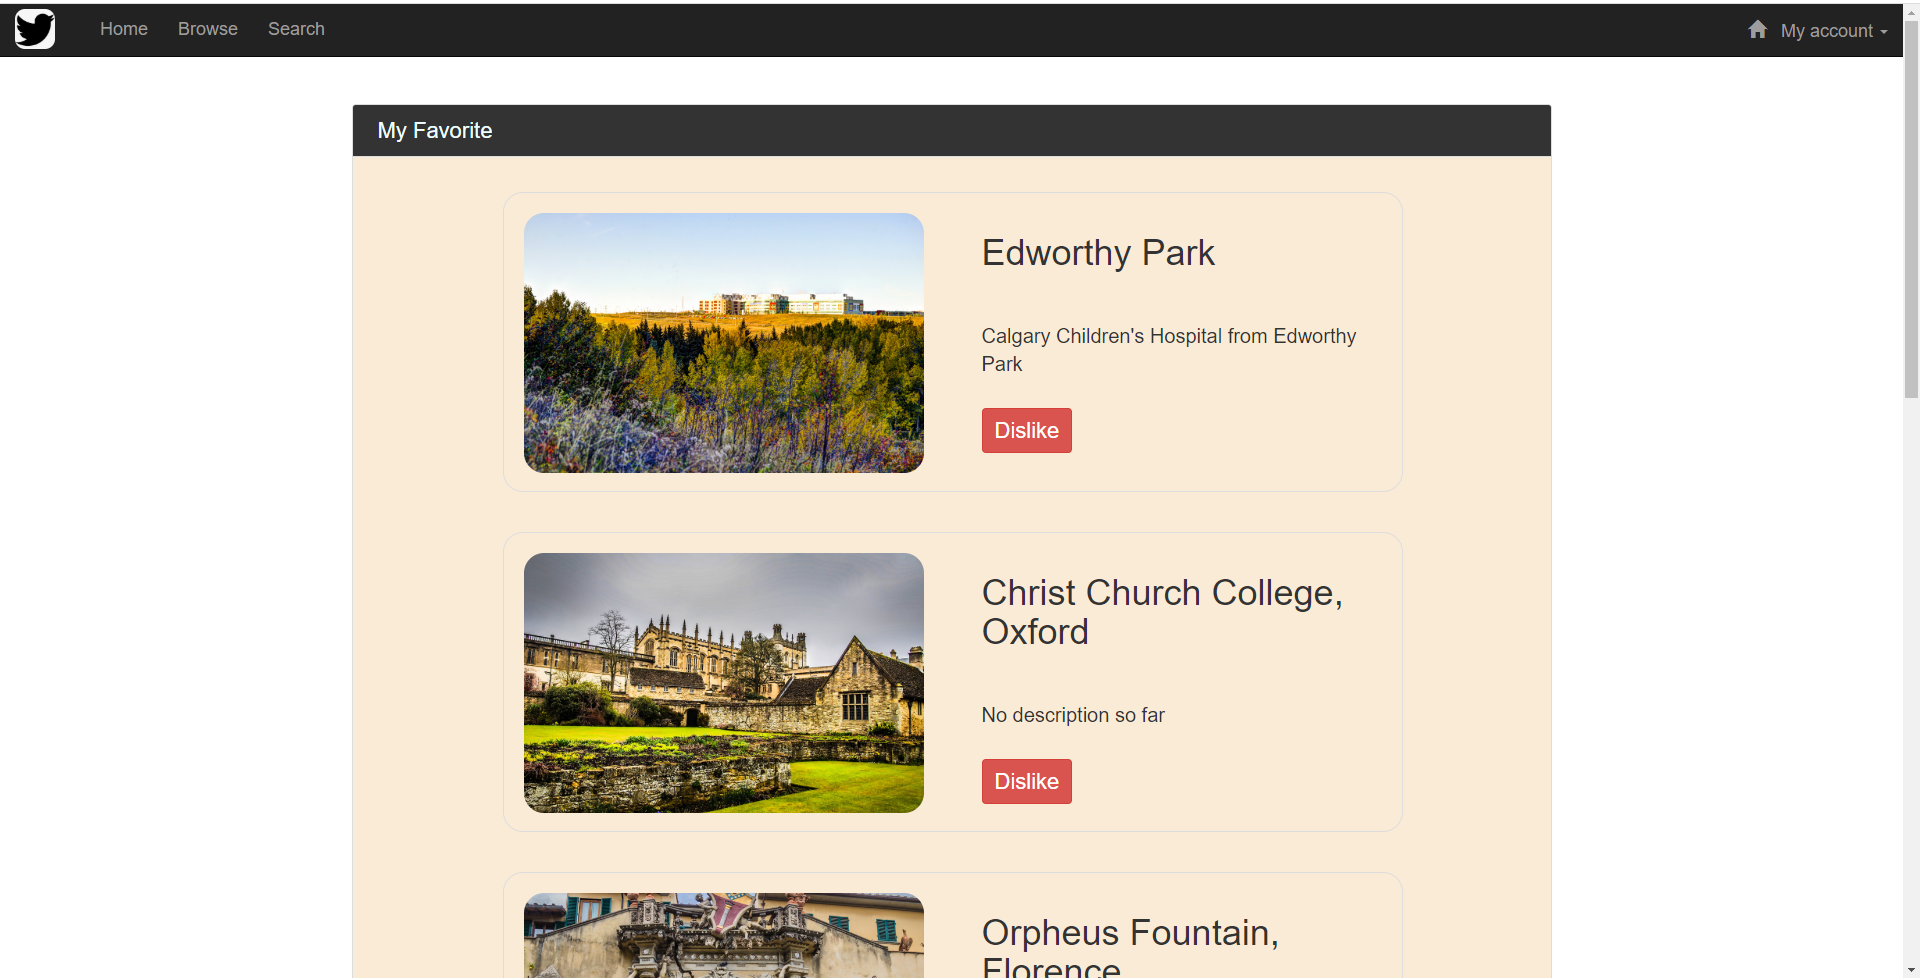 Home Browse Search My account
My Favorite
Edworthy Park
Calgary Children's Hospital from Edworthy
Park
Dislike
Christ Church College,
Oxford
No description so far
Dislike
Orpheus Fountain,
Florence